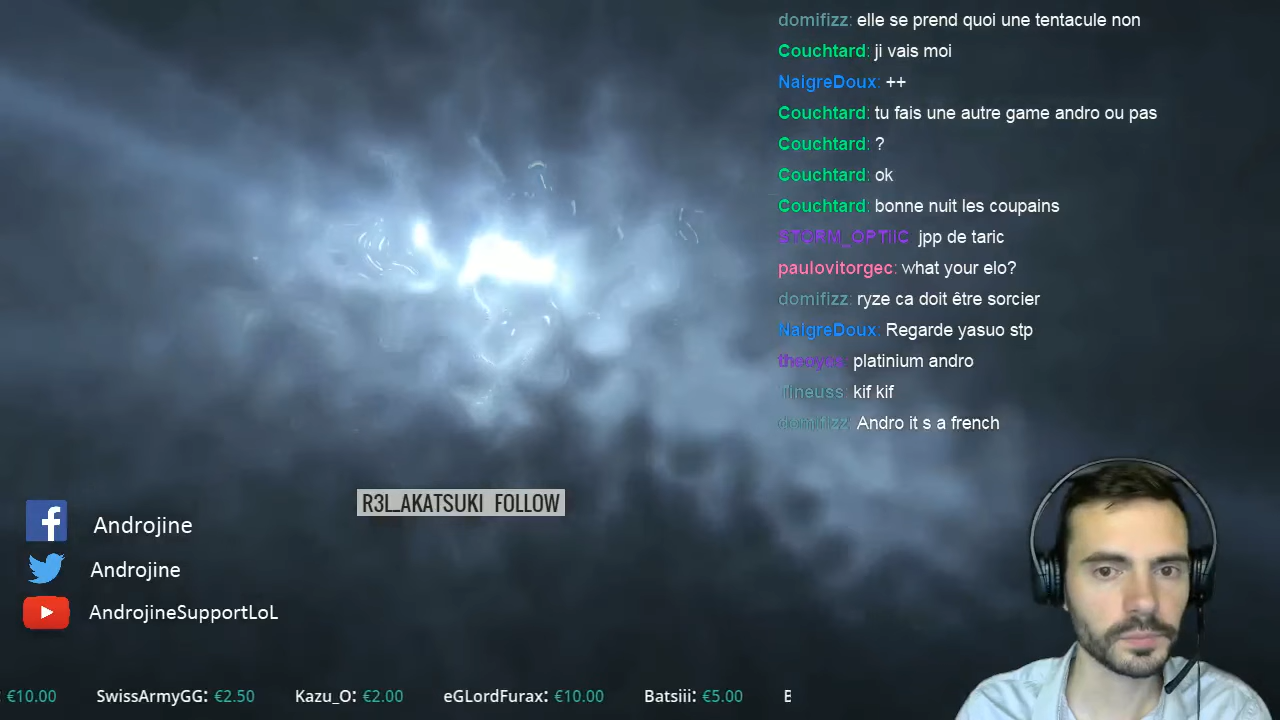 domifizz: elle se prend quoi une tentacule non
Couchtard: ji vais moi
NaigreDoux: ++
Couchtard: tu fais une autre game andro ou pas
Couchtard: ?
Couchtard: ok
Couchtard: bonne nuit les coupains
STORM_OPTIIC jpp de taric
paulovitorgec: what your elo?
domifizz: ryze ca doit être sorcier
NaigreDoux: Regarde yasuo stp
platinium andro
kif kif
domifizz: Andro it s a french
R3L_AKATSUKI FOLLOW
Androjine
Androjine
AndrojineSupportLoL
: €10.00 SwissArmyGG: €2.50 Kazu_O: €2.00 eGLordFurax: €10.00 Batsiii: €5.00